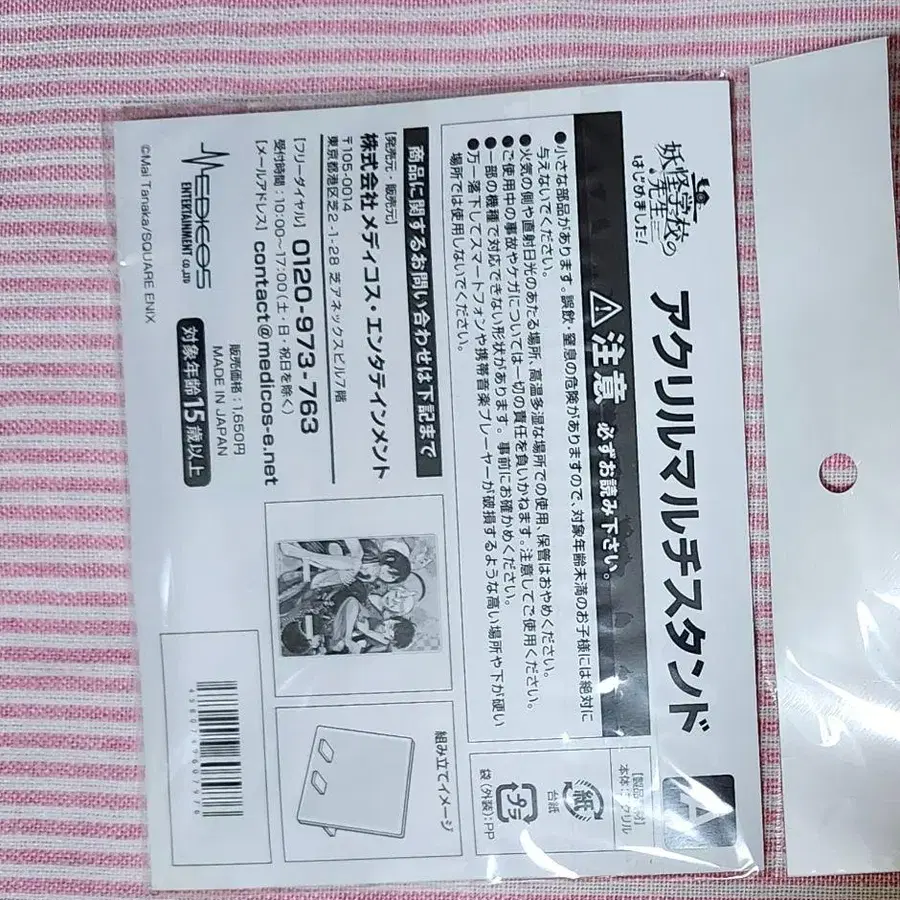 妖怪学校の
先生
はじめました!
アクリルマルチスタンド
A
⚠注意 必ずお読み下さい。
●小さな部品があります。誤飲・窒息の危険がありますので、対象年齢未満のお子様には絶対に
与えないでください。
●火気の側や直射日光のあたる場所、高温多湿な場所での使用、保管はおやめください。
●ご使用中の事故やケガについては一切の責任を負いかねます。注意してご使用ください。
●一部の機種で対応できない形状があります。事前にお確かめください。
●万一落下してスマートフォンや携帯音楽プレーヤーが破損するような高い場所や下が硬い
場所では使用しないでください。
【製品素材】
本体：アクリル
紙
台紙
プラ
袋(外装):PP
商品に関するお問い合わせは下記まで
【発売元・販売元】
株式会社メディコス・エンタテインメント
〒105-0014
東京都港区芝2-1-28 芝アネックスビル7階
【フリーダイヤル】0120-973-763
受付時間:10:00〜17:00(土・日・祝日を除く)
【メールアドレス】contact@medicos-e.net
組み立てイメージ
MEDICOS
ENTERTAINMENT CO.,LTD
販売価格:1,650円
MADE IN JAPAN
対象年齢15歳以上
©Mai Tanaka/SQUARE ENIX